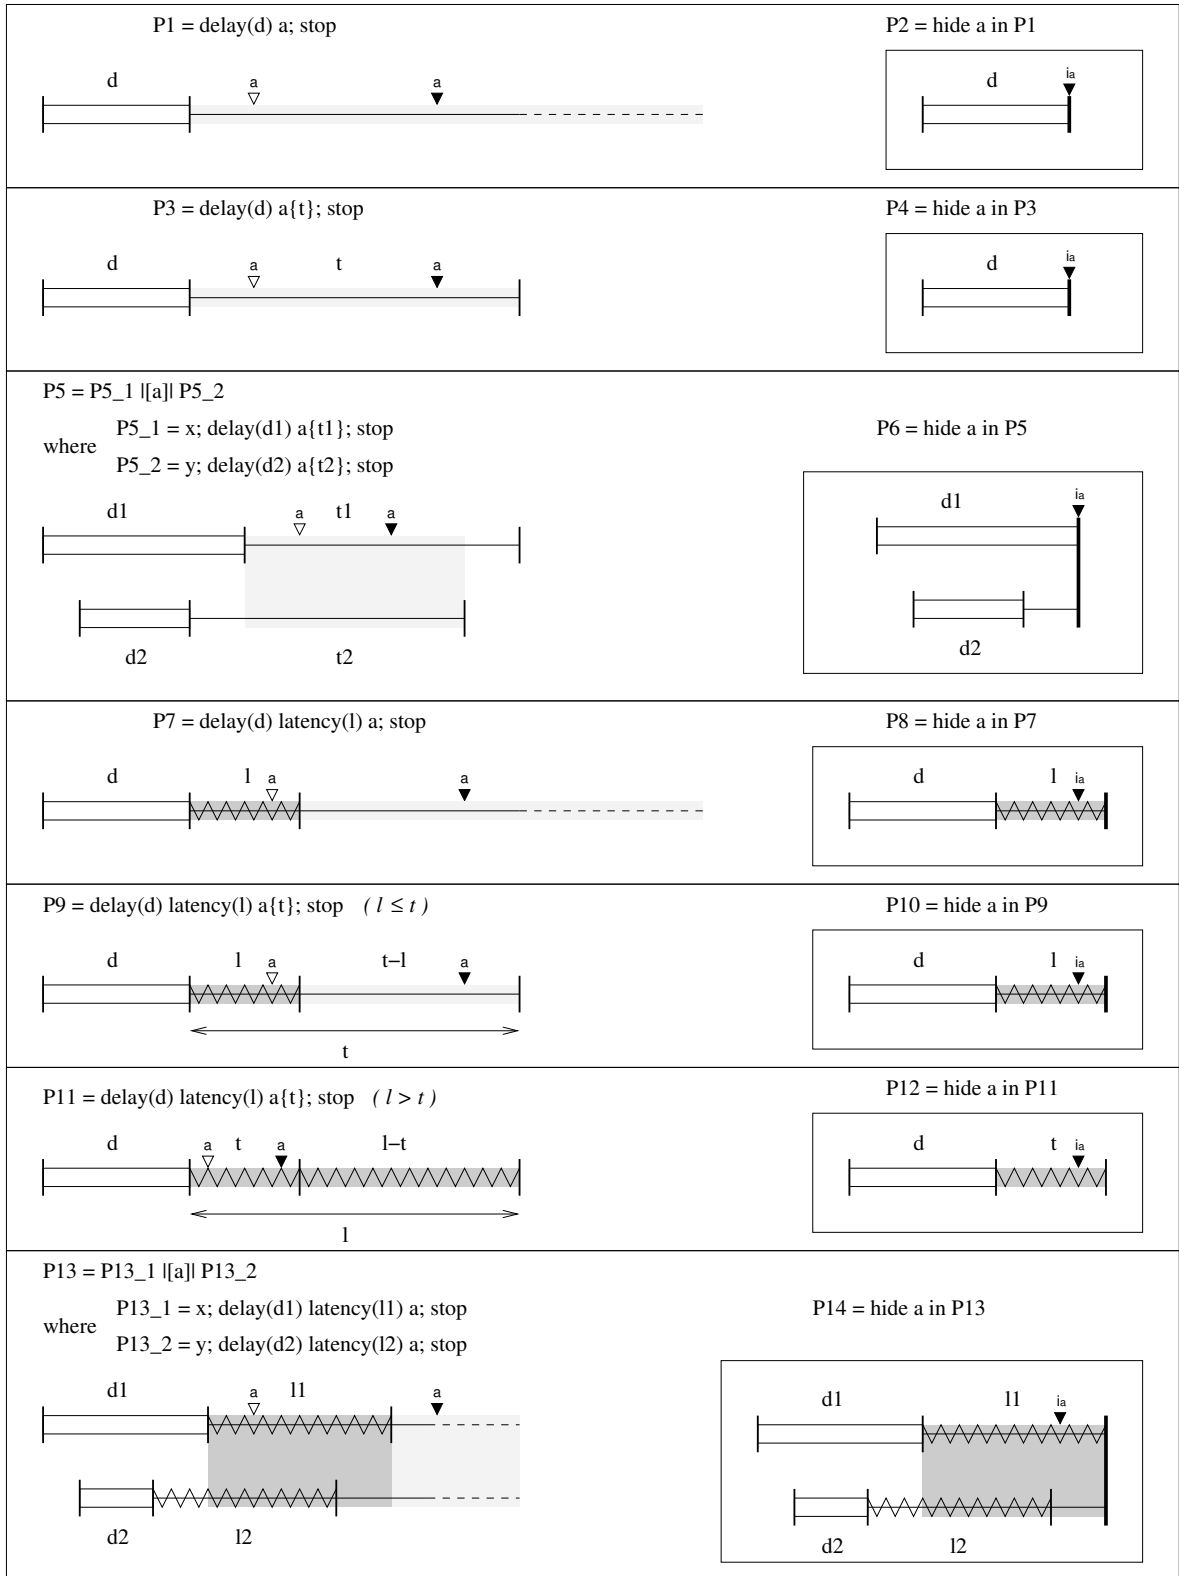 P1 = delay(d) a; stop
P2 = hide a in P1
d
a
a
d
ia
P3 = delay(d) a{t}; stop
P4 = hide a in P3
d
a
t
a
d
ia
P5 = P5_1 |[a]| P5_2
where
P5_1 = x; delay(d1) a{t1}; stop
P5_2 = y; delay(d2) a{t2}; stop
P6 = hide a in P5
d1
a
t1
a
d2
t2
d1
ia
d2
P7 = delay(d) latency(l) a; stop
P8 = hide a in P7
d
l
a
a
d
l
ia
P9 = delay(d) latency(l) a{t}; stop ( l ≤ t )
P10 = hide a in P9
d
l
a
t−l
a
t
d
l
ia
P11 = delay(d) latency(l) a{t}; stop ( l > t )
P12 = hide a in P11
d
a
t
a
l−t
l
d
t
ia
P13 = P13_1 |[a]| P13_2
where
P13_1 = x; delay(d1) latency(l1) a; stop
P13_2 = y; delay(d2) latency(l2) a; stop
P14 = hide a in P13
d1
a
l1
a
d2
l2
d1
l1
ia
d2
l2